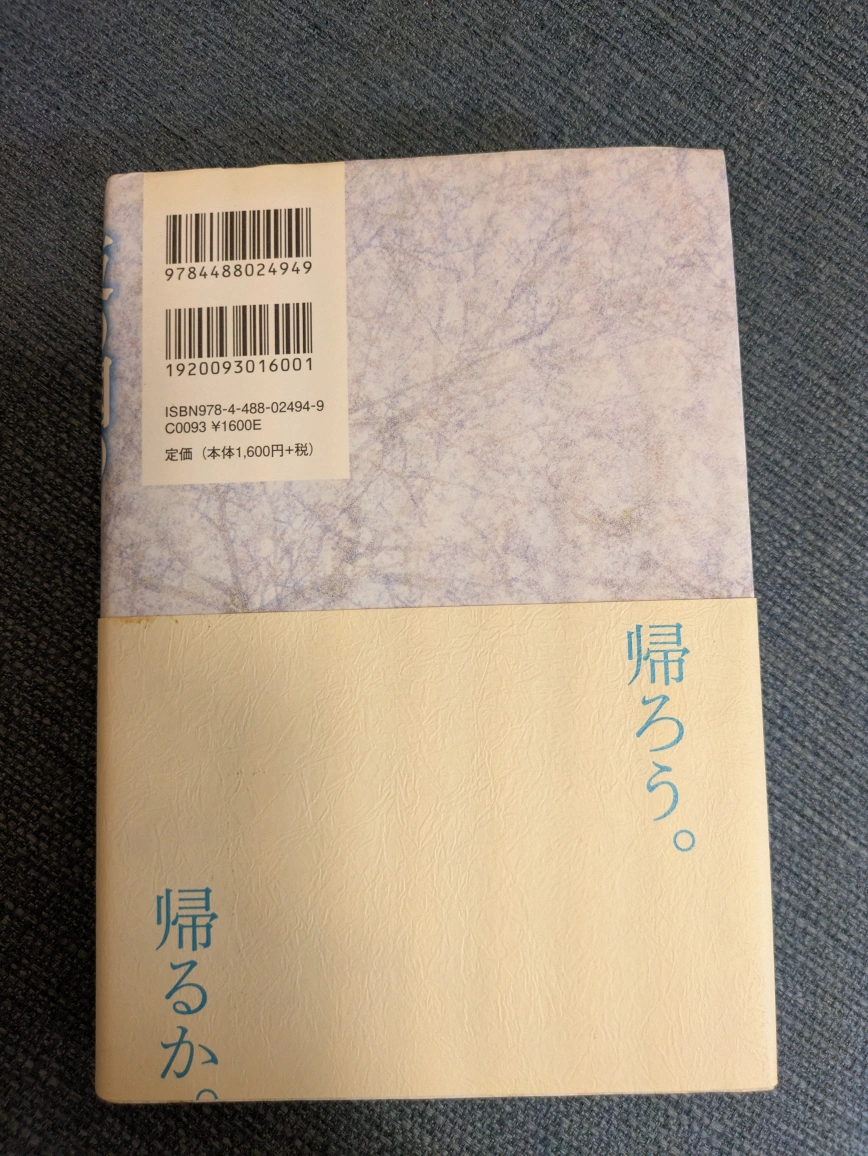 9784488024949
1920093016001
ISBN978-4-488-02494-9
C0093 ¥1600E
定価（本体1,600円+税）
帰ろう。
帰るか。